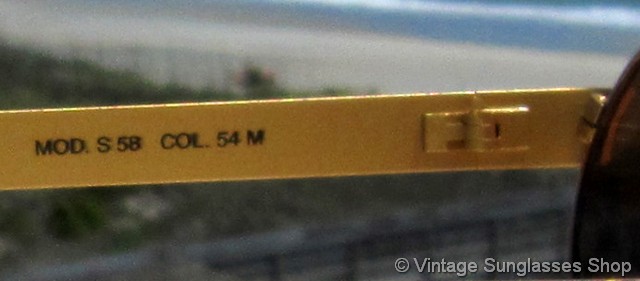 MOD. S 58 COL. 54 M
© Vintage Sunglasses Shop